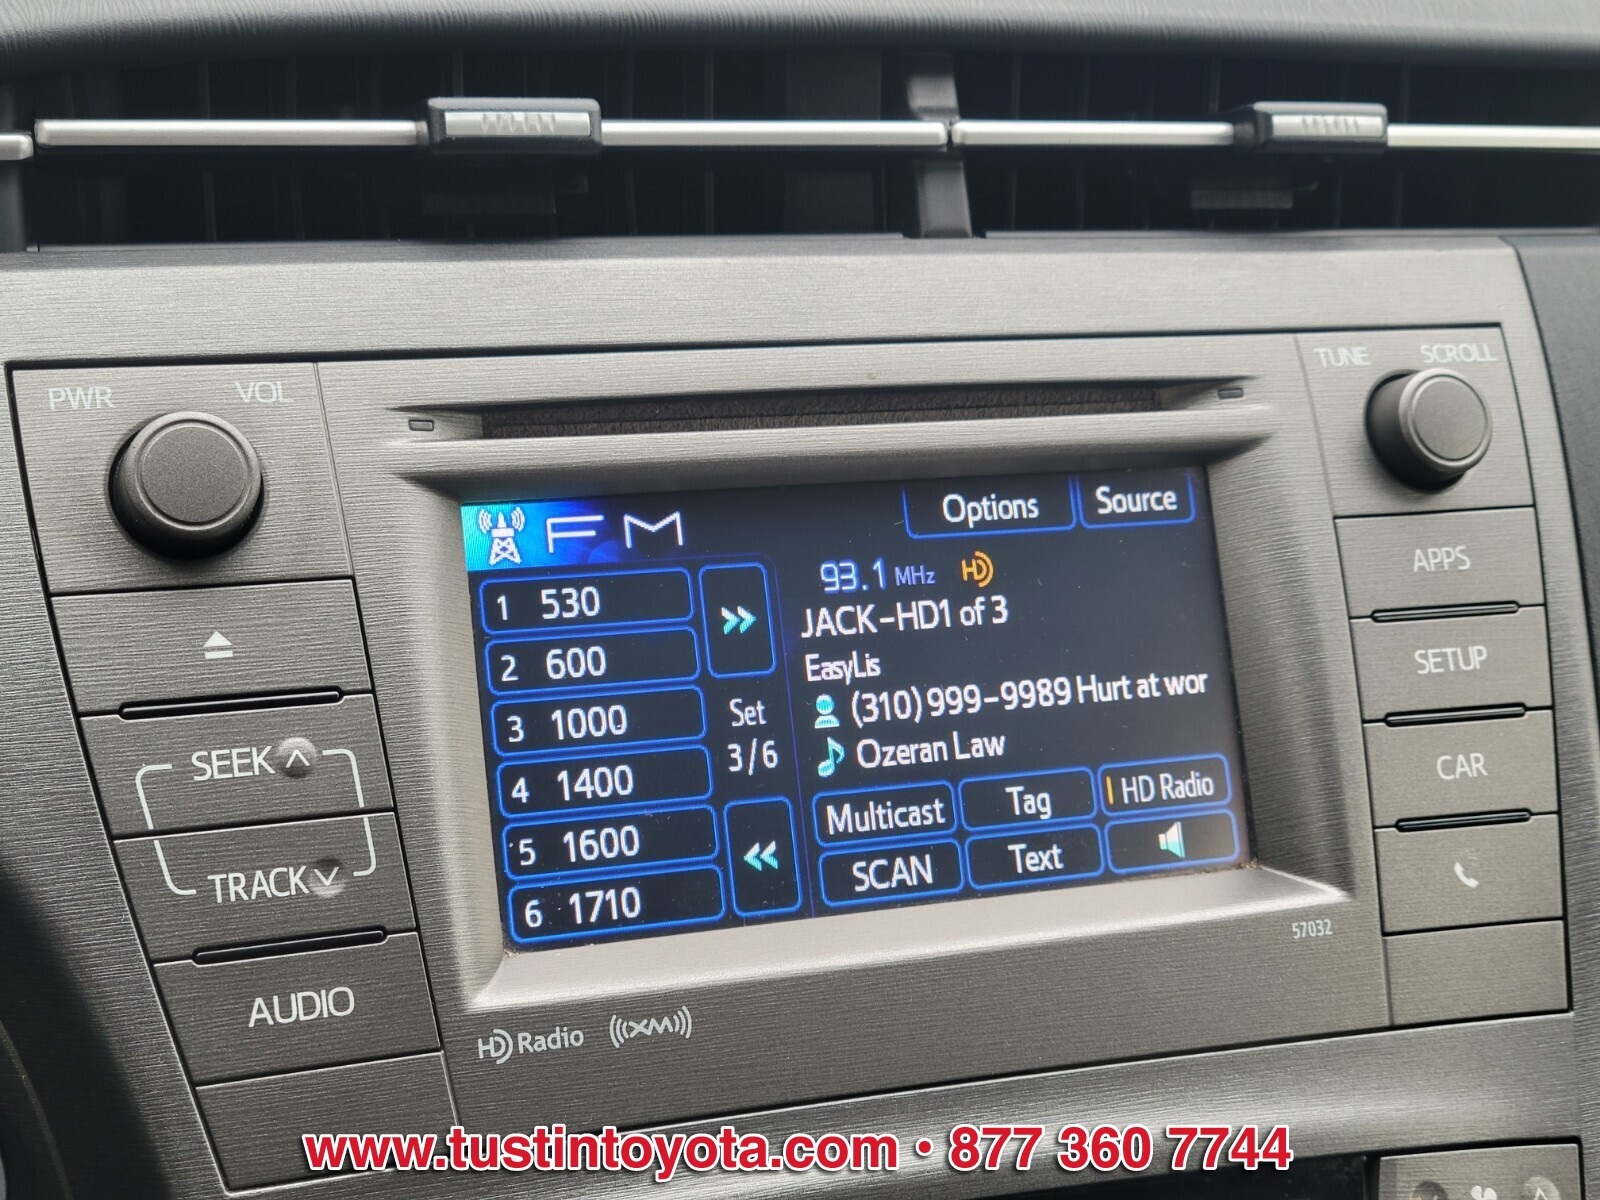 PWR VOL
TUNE SCROLL
FM
Options
Source
1 530
2 600
3 1000
4 1400
5 1600
6 1710
>>
Set
3/6
<<
93.1 MHz HD
JACK-HD1 of 3
EasyLis
(310) 999-9989 Hurt at wor
Ozeran Law
Multicast
Tag
HD Radio
SCAN
Text
SEEK
TRACK
AUDIO
APPS
SETUP
CAR
57032
HD Radio
((XM))
www.tustintoyota.com • 877 360 7744